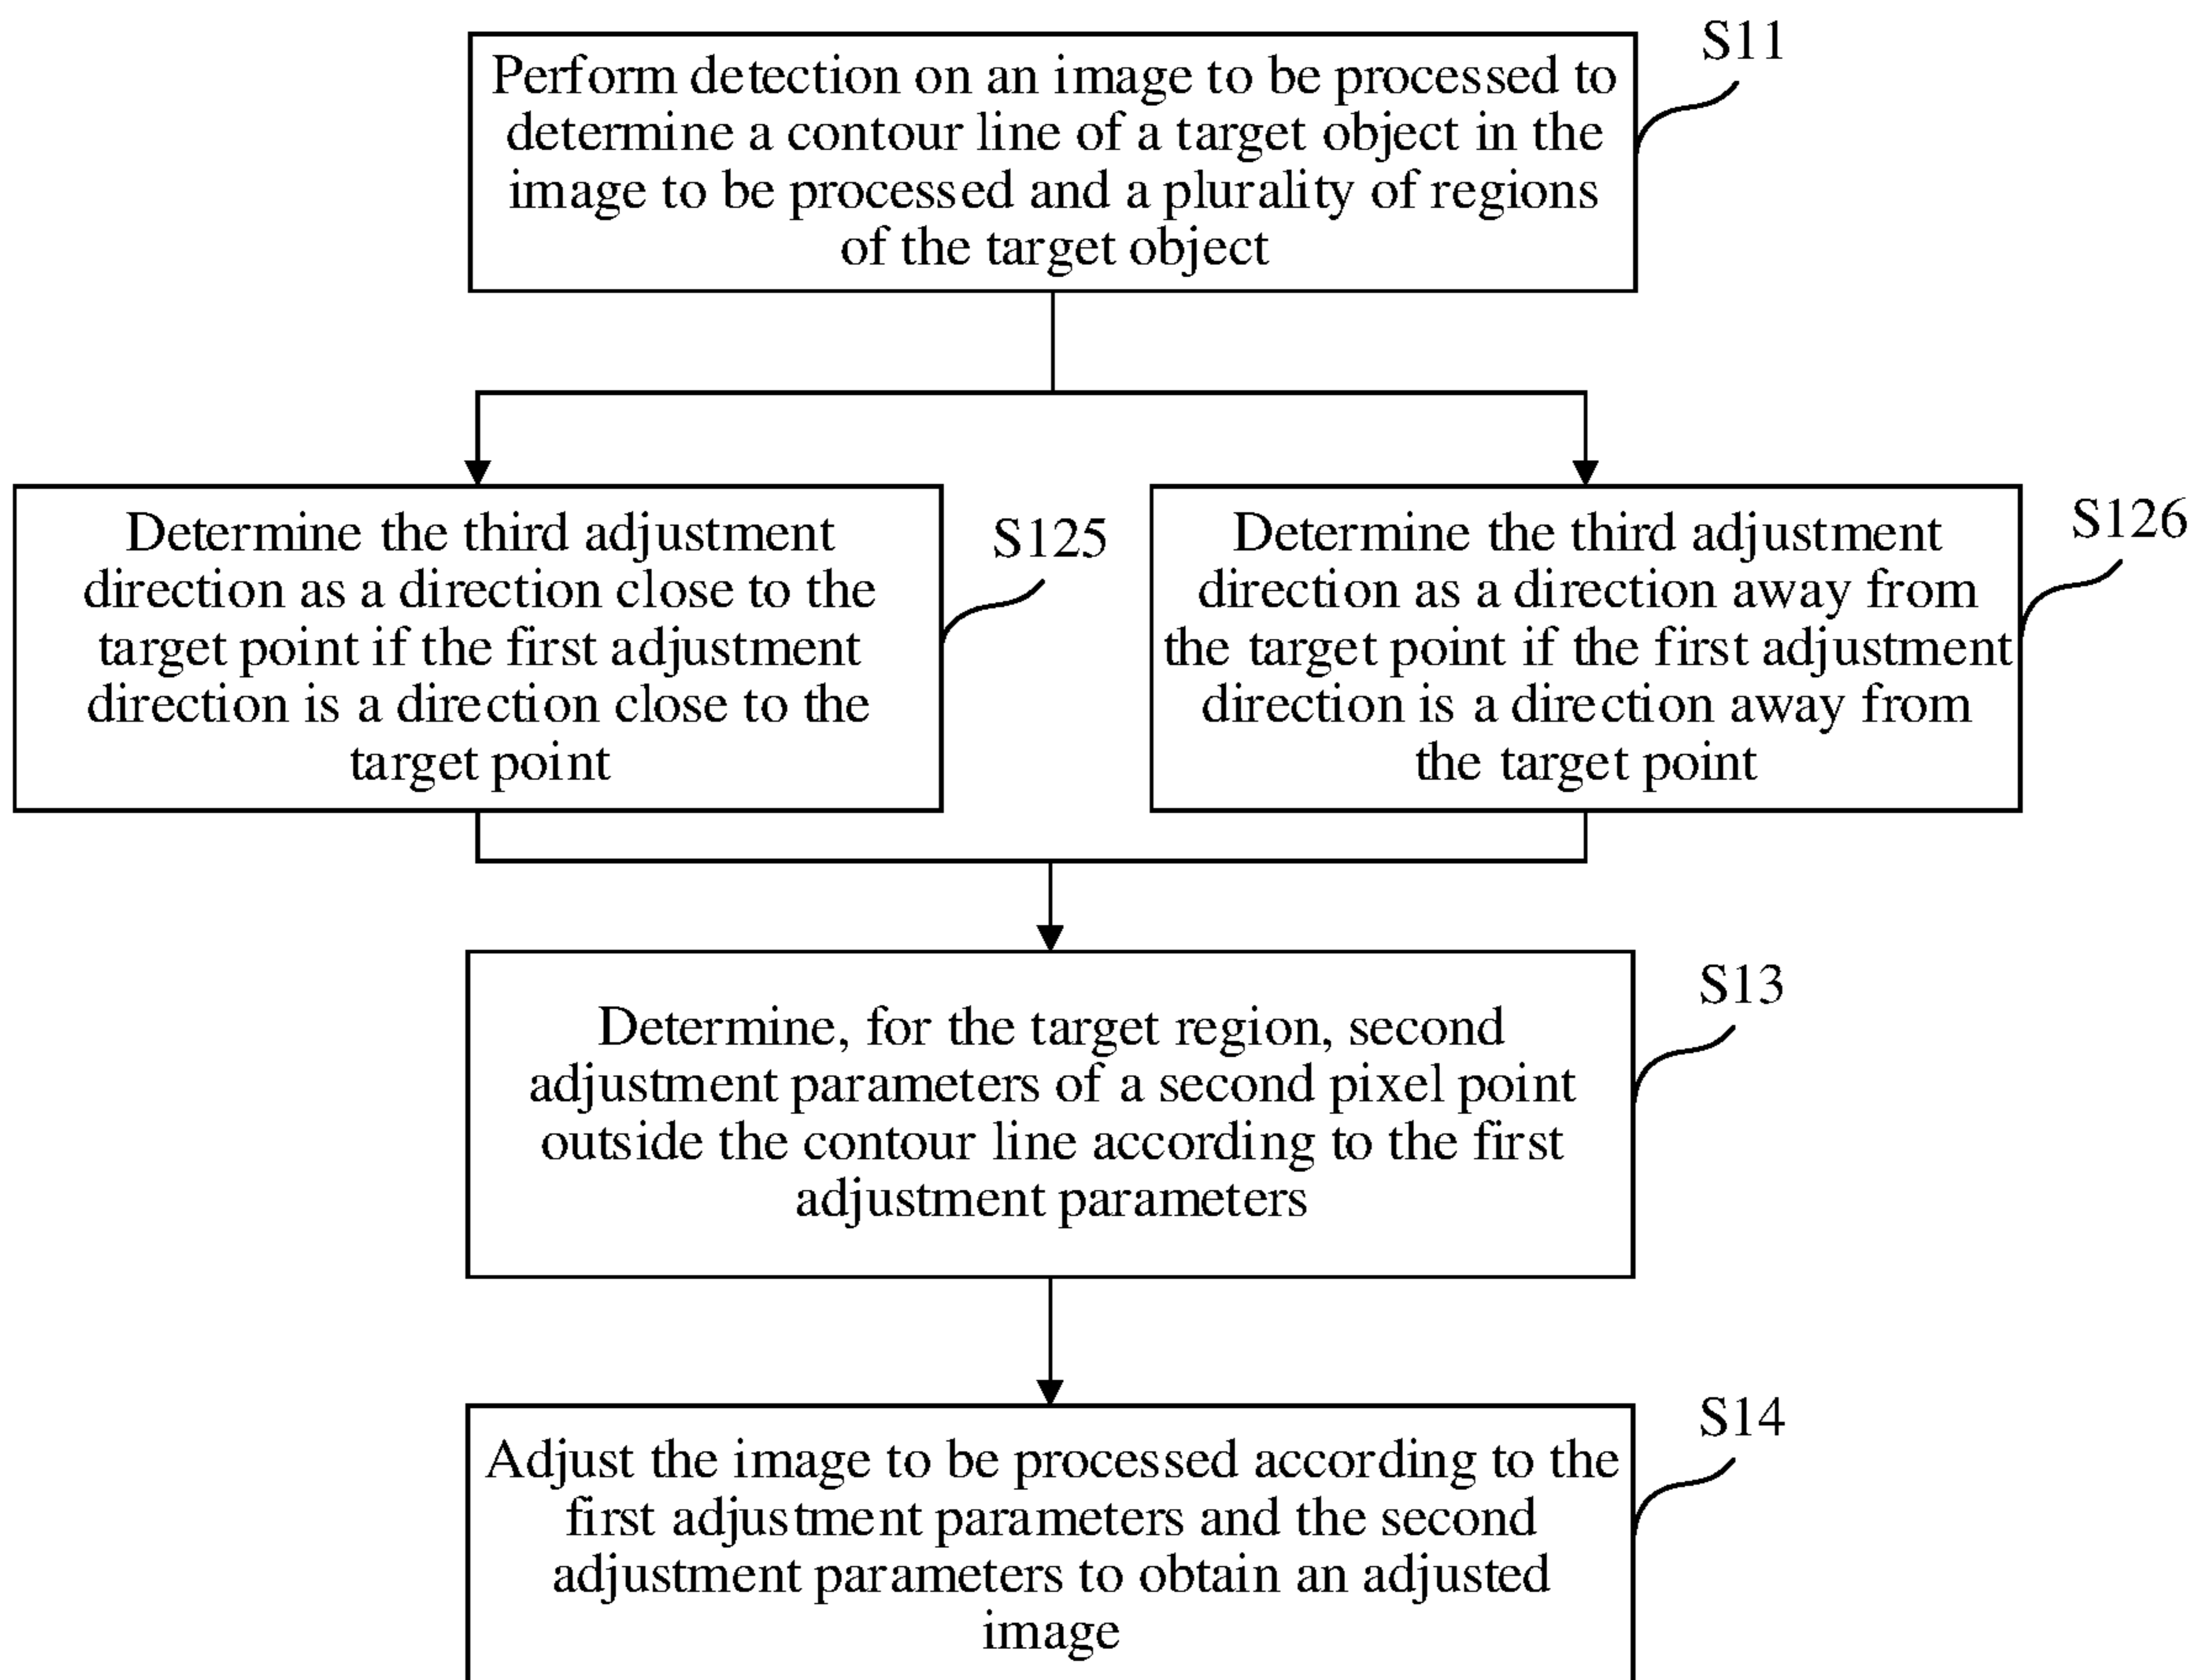 S11
Perform detection on an image to be processed to
determine a contour line of a target object in the
image to be processed and a plurality of regions
of the target object
Determine the third adjustment
direction as a direction close to the
target point if the first adjustment
direction is a direction close to the
target point
S125
Determine the third adjustment
direction as a direction away from
the target point if the first adjustment
direction is a direction away from
the target point
S126
Determine, for the target region, second
adjustment parameters of a second pixel point
outside the contour line according to the first
adjustment parameters
S13
Adjust the image to be processed according to the
first adjustment parameters and the second
adjustment parameters to obtain an adjusted
image
S14